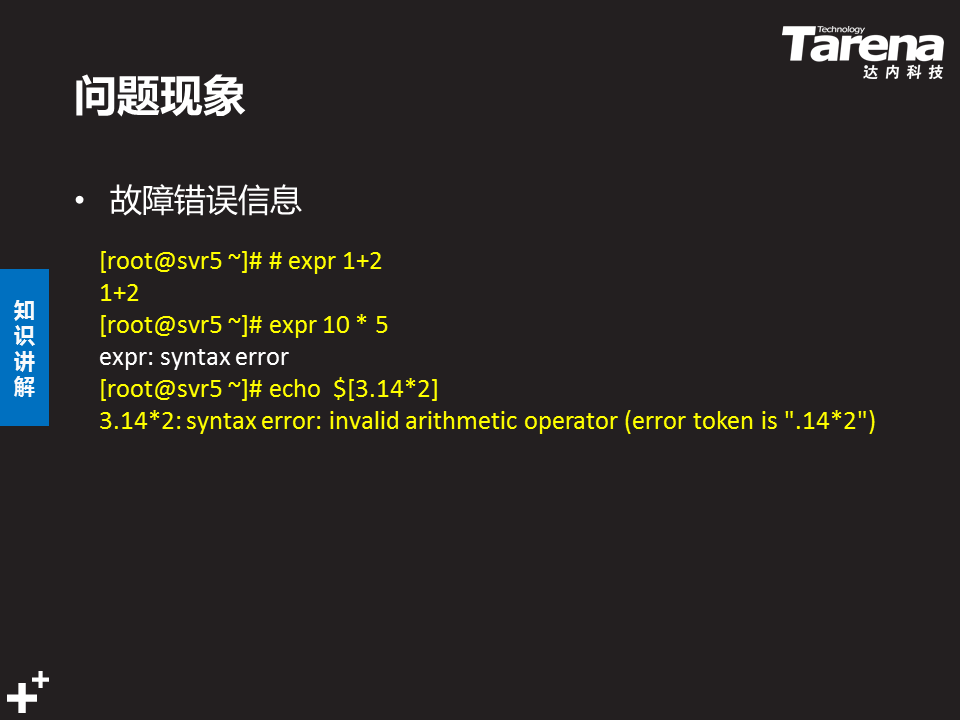 Technology
Tarena
达内科技
问题现象
• 故障错误信息
[root@svr5 ~]# # expr 1+2
1+2
[root@svr5 ~]# expr 10 * 5
expr: syntax error
[root@svr5 ~]# echo  $[3.14*2]
3.14*2: syntax error: invalid arithmetic operator (error token is ".14*2")
知识讲解